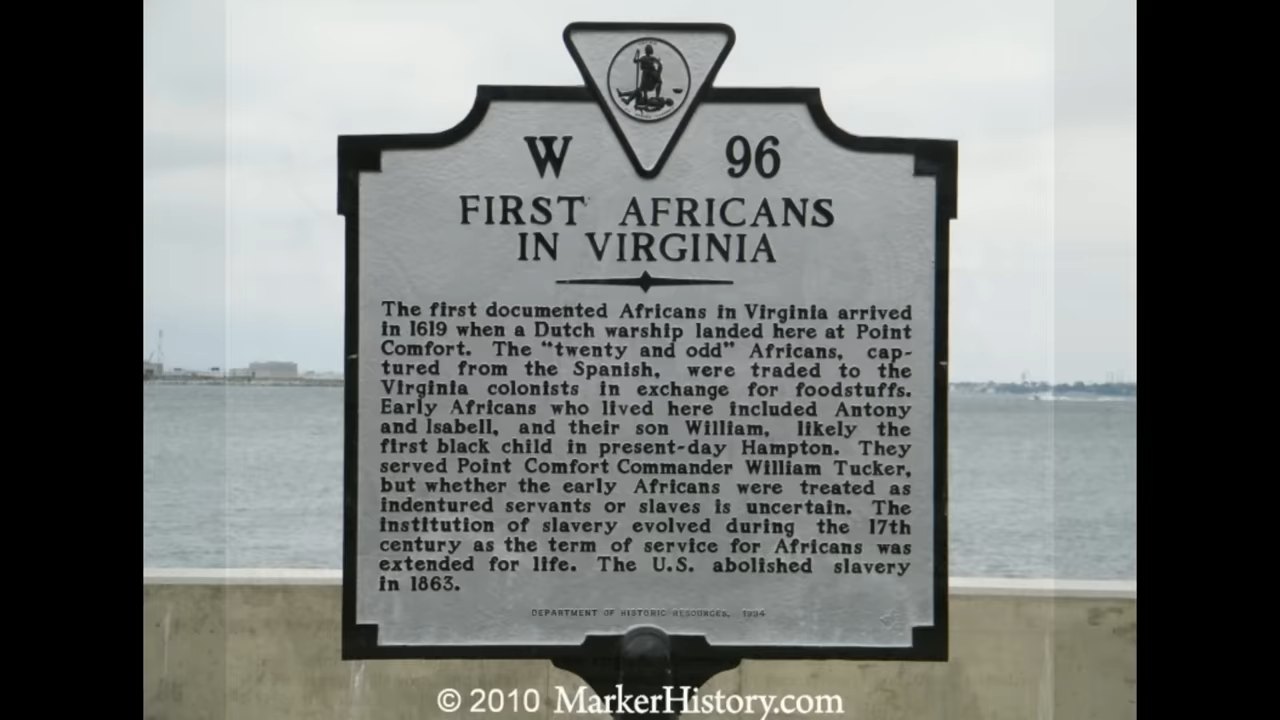 W 96
FIRST AFRICANS
IN VIRGINIA
The first documented Africans in Virginia arrived
in 1619 when a Dutch warship landed here at Point
Comfort. The "twenty and odd" Africans, cap-
tured from the Spanish, were traded to the
Virginia colonists in exchange for foodstuffs.
Early Africans who lived here included Antony
and Isabell, and their son William, likely the
first black child in present-day Hampton. They
served Point Comfort Commander William Tucker,
but whether the early Africans were treated as
indentured servants or slaves is uncertain. The
institution of slavery evolved during the 17th
century as the term of service for Africans was
extended for life. The U.S. abolished slavery
in 1863.
DEPARTMENT OF HISTORIC RESOURCES, 1994
© 2010 MarkerHistory.com